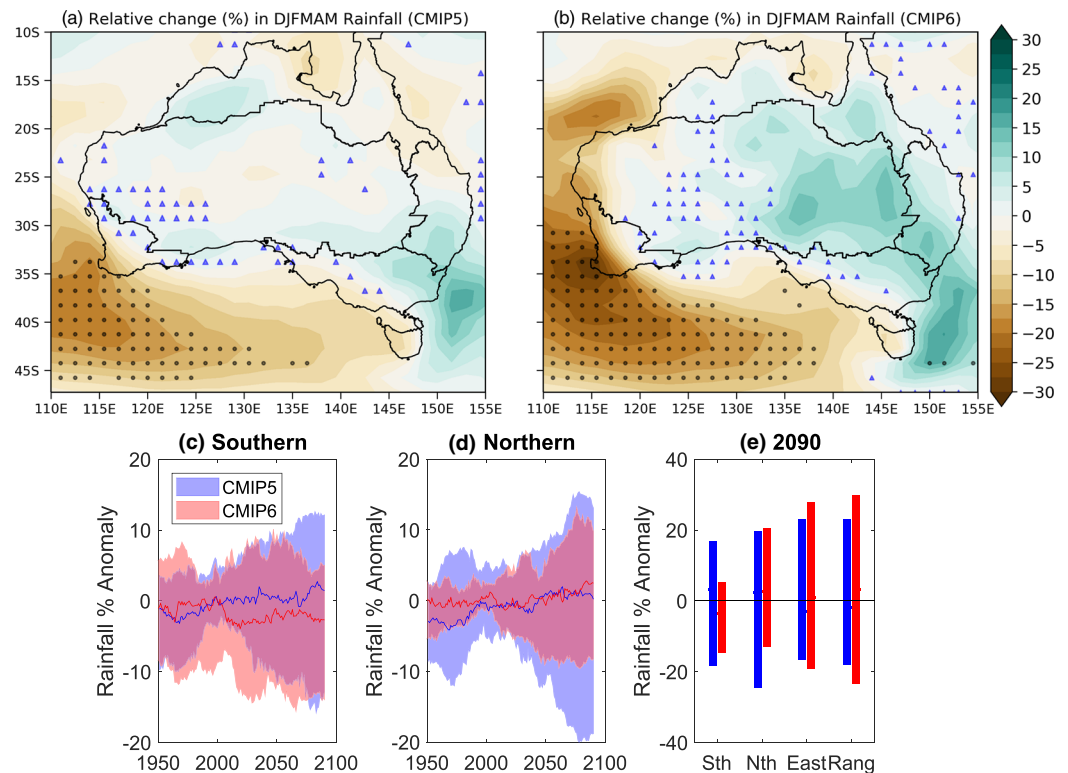 (a) Relative change (%) in DJFMAM Rainfall (CMIP5)
(b) Relative change (%) in DJFMAM Rainfall (CMIP6)
10S
15S
20S
25S
30S
35S
40S
45S
110E 115E 120E 125E 130E 135E 140E 145E 150E 155E
110E 115E 120E 125E 130E 135E 140E 145E 150E 155E
30
25
20
15
10
5
0
−5
−10
−15
−20
−25
−30
(c) Southern
Rainfall % Anomaly
20
10
0
-10
-20
1950 2000 2050 2100
CMIP5
CMIP6
(d) Northern
Rainfall % Anomaly
20
10
0
-10
-20
1950 2000 2050 2100
(e) 2090
Rainfall % Anomaly
40
20
0
-20
-40
Sth Nth East Rang